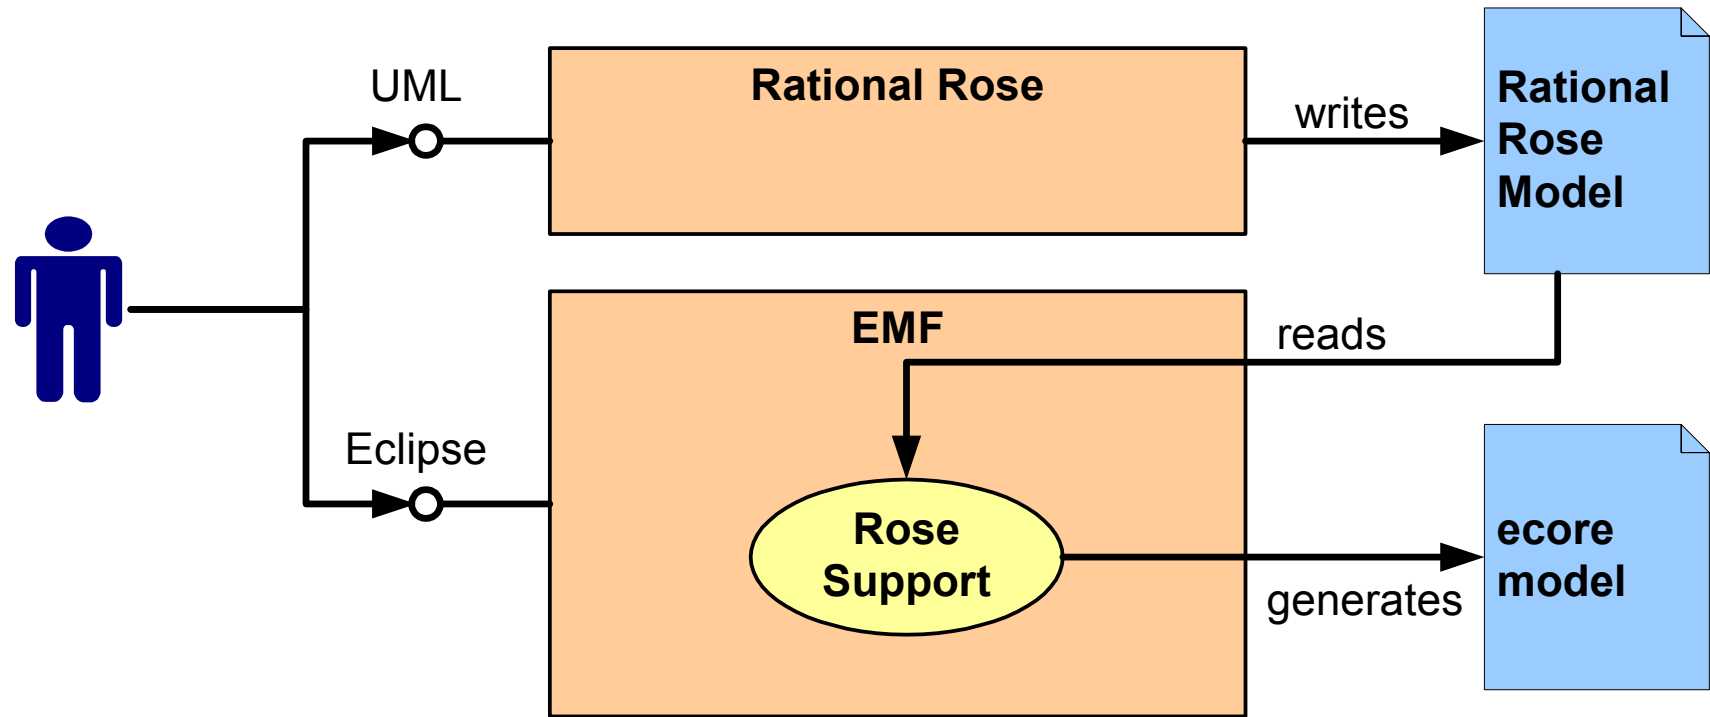 UML
Rational Rose
writes
Rational
Rose
Model
EMF
reads
Eclipse
Rose
Support
generates
ecore
model